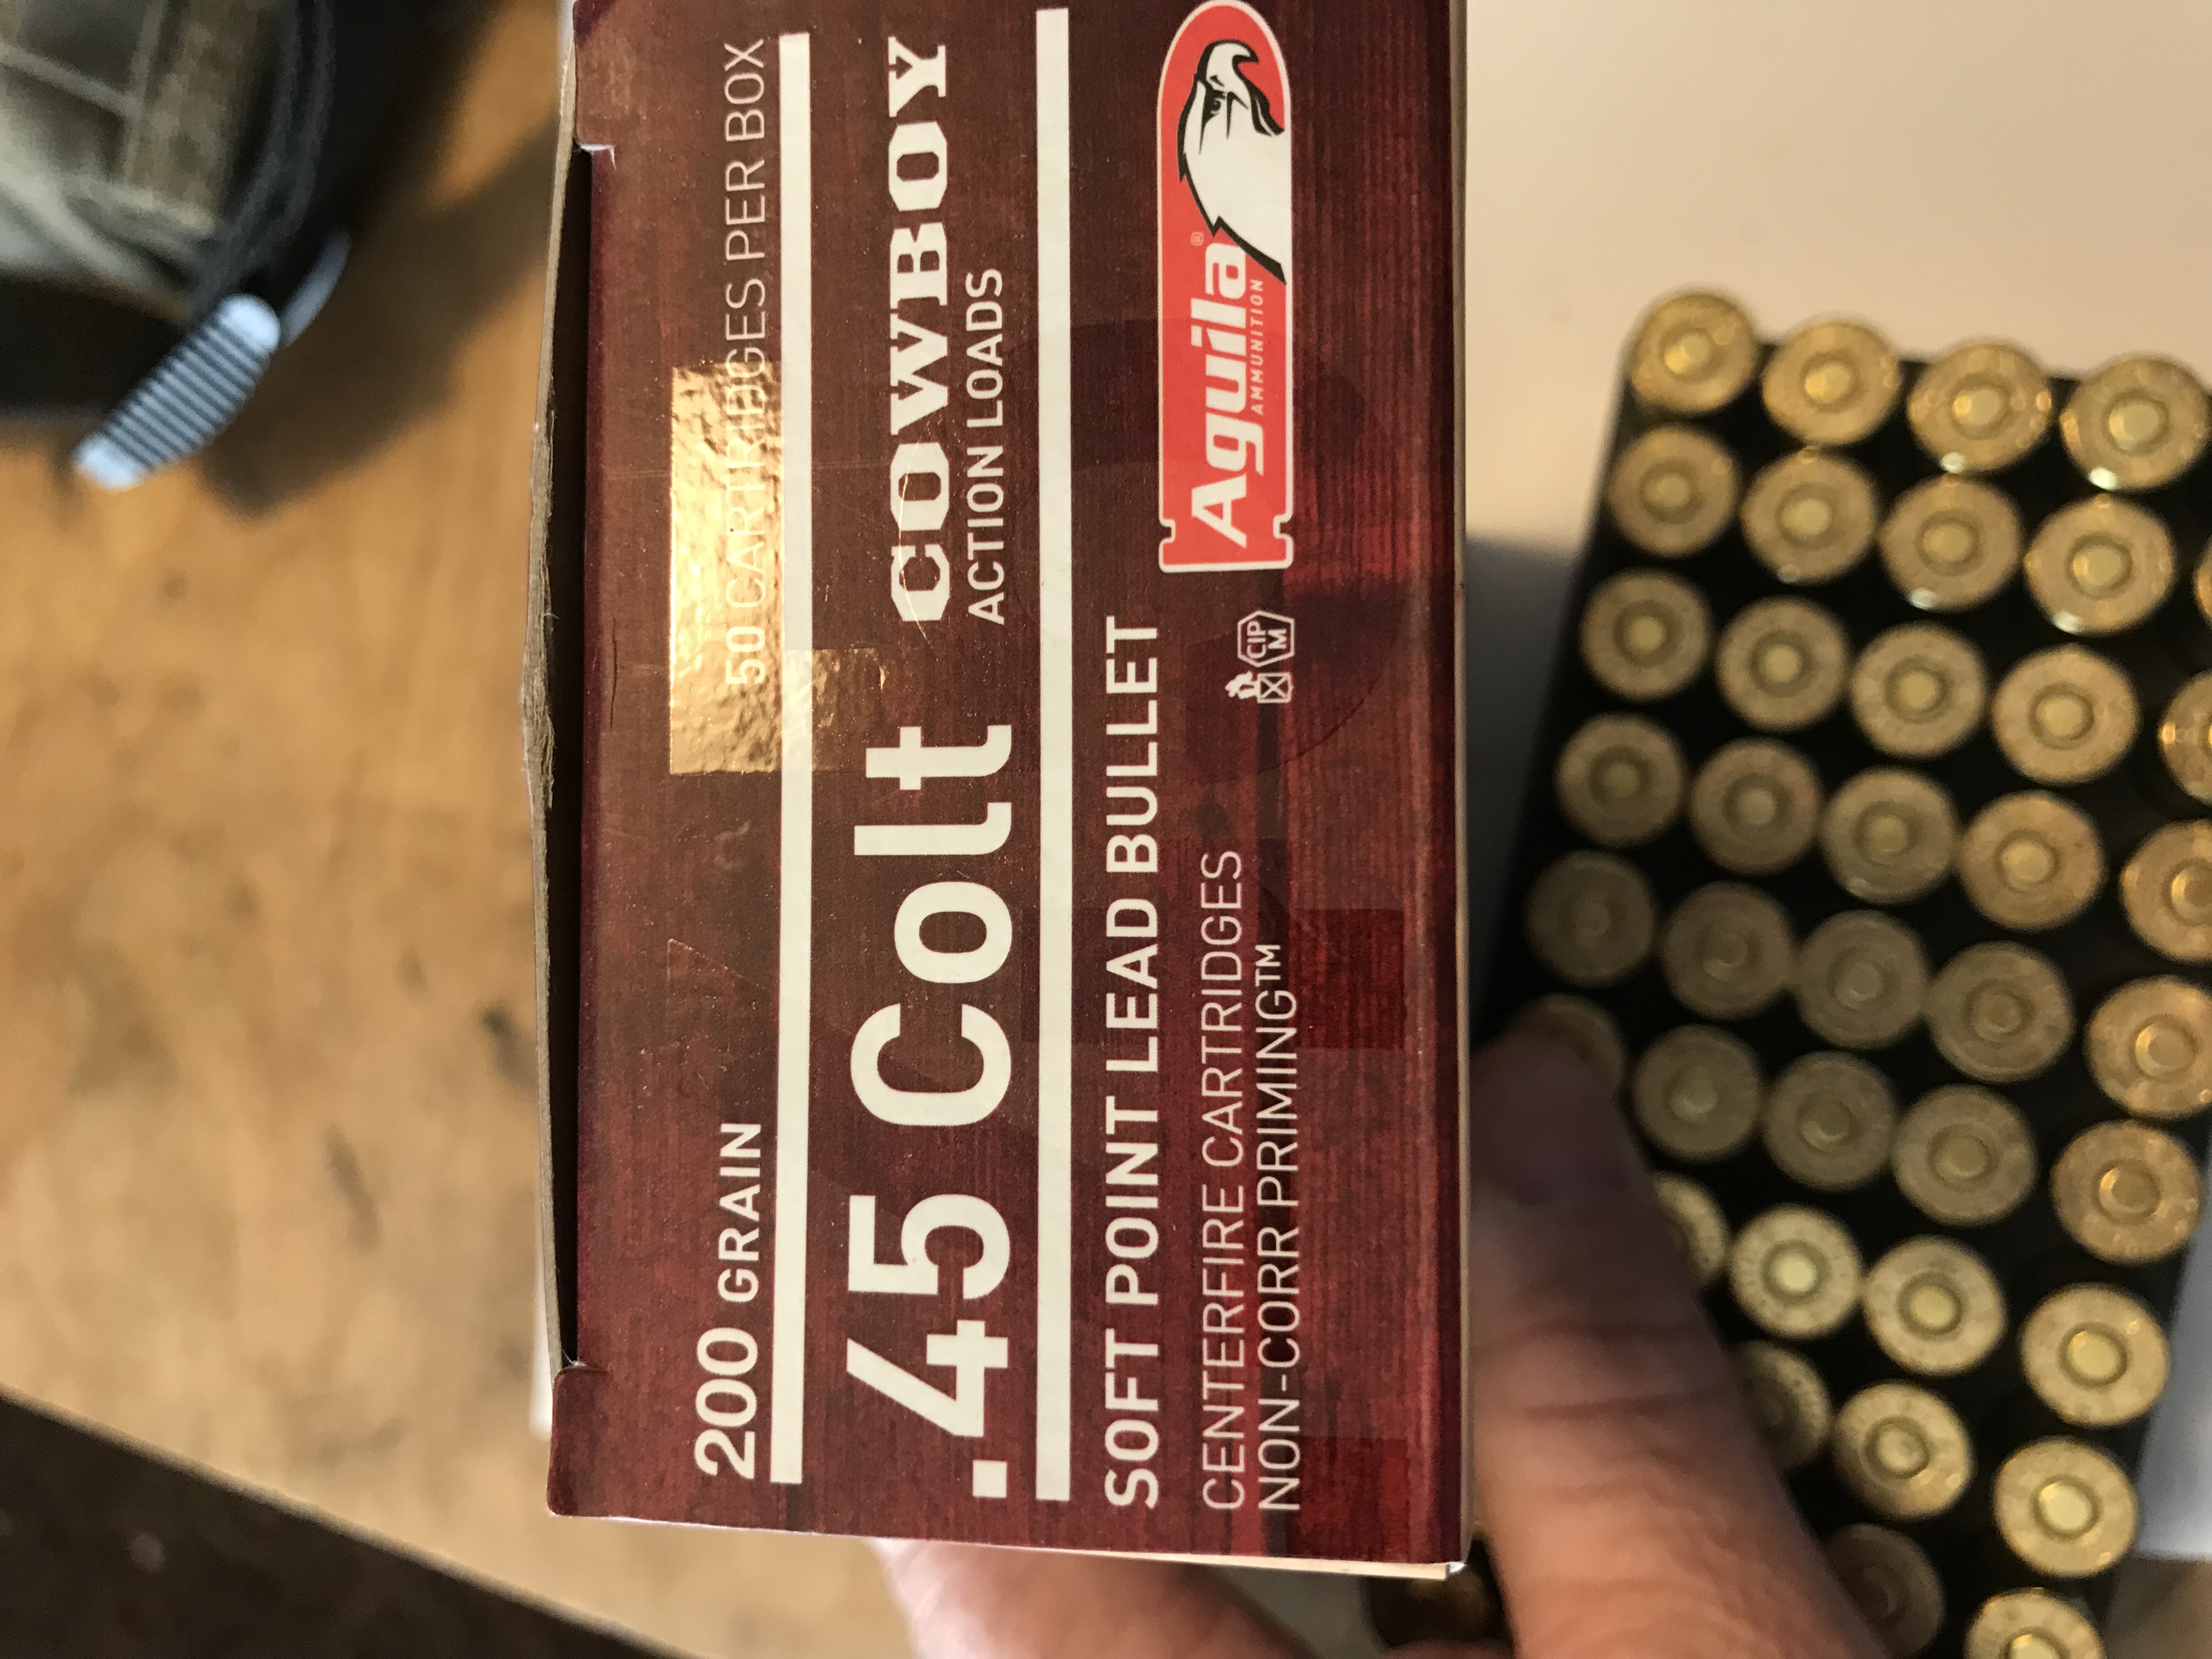 200 GRAIN 50 CARTRIDGES PER BOX
.45 Colt COWBOY
ACTION LOADS
SOFT POINT LEAD BULLET
CENTERFIRE CARTRIDGES
NON-CORR PRIMING™
CIP
M
Aguila®
AMMUNITION